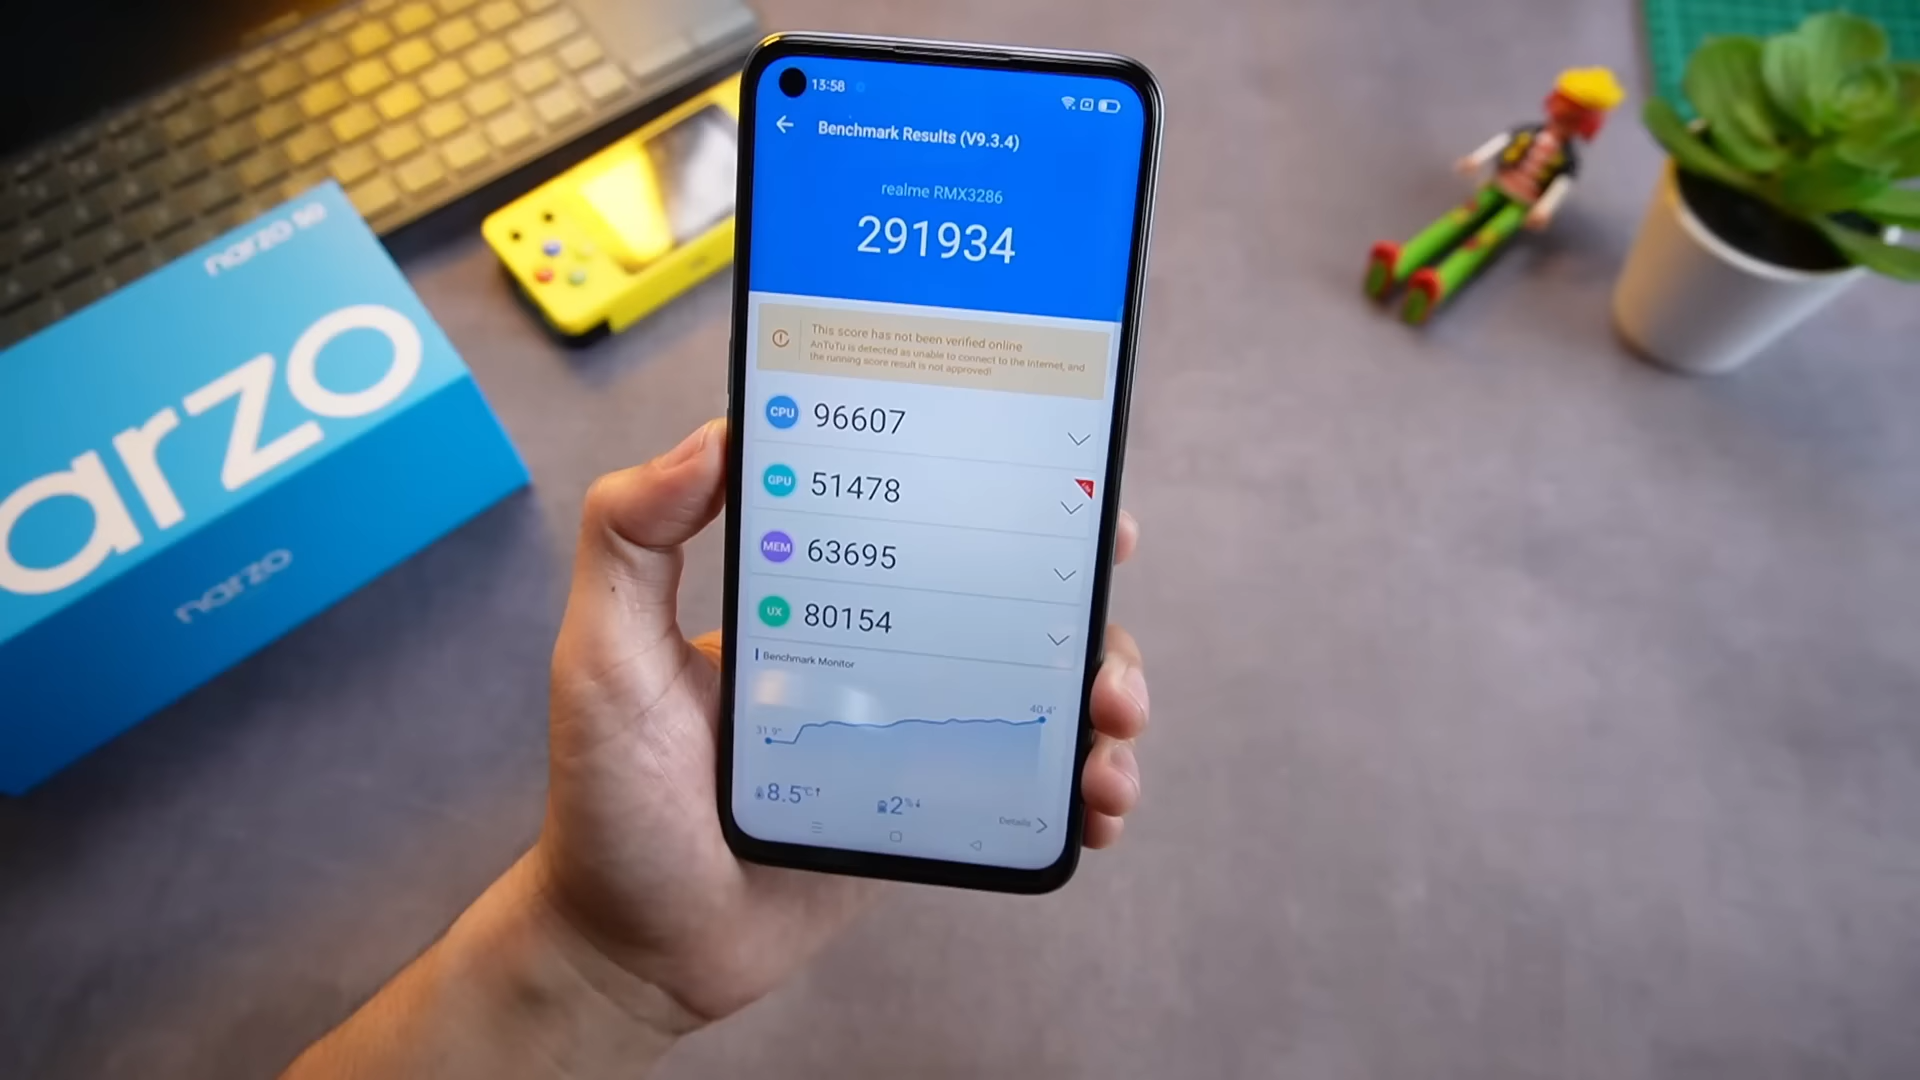 13:58
Benchmark Results (V9.3.4)
realme RMX3286
291934
This score has not been verified online
AnTuTu is detected as unable to connect to the Internet, and
the running score result is not approved!
CPU 96607
GPU 51478
MEM 63695
UX 80154
Benchmark Monitor
31.9°
40.4°
8.5°C↑
2%↓
Details
narzo 50
arzo
narzo